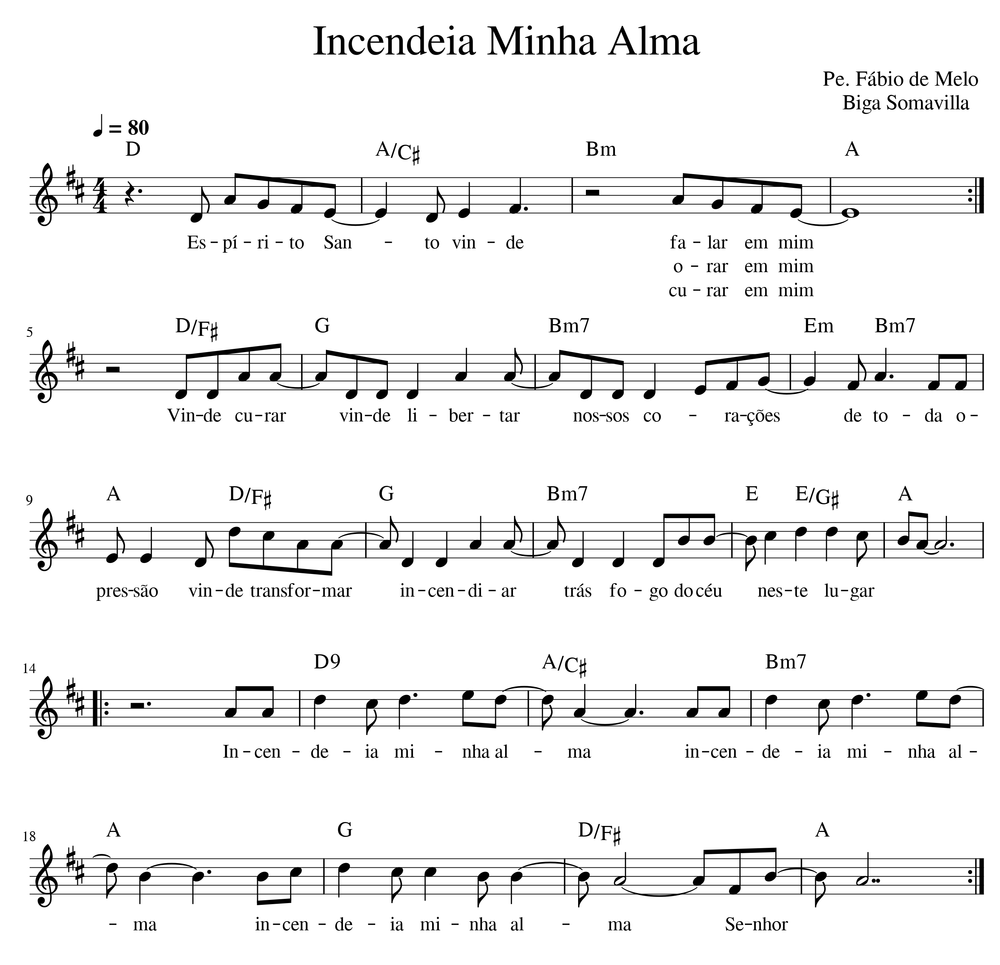 Incendeia Minha Alma
Pe. Fábio de Melo
Biga Somavilla
♩ = 80
D A/C♯ Bm A
4/4
Es - pí - ri - to San - to vin - de fa - lar em mim
o - rar em mim
cu - rar em mim
5 D/F♯ G Bm7 Em Bm7
Vin - de cu - rar vin - de li - ber - tar nos - sos co - ra - ções de to - da o -
9 A D/F♯ G Bm7 E E/G♯ A
pres - são vin - de transfor - mar in - cen - di - ar trás fo - go do céu nes - te lu - gar
14 D9 A/C♯ Bm7
In - cen - de - ia mi - nha al - ma in - cen - de - ia mi - nha al -
18 A G D/F♯ A
- ma in - cen - de - ia mi - nha al - ma Se - nhor